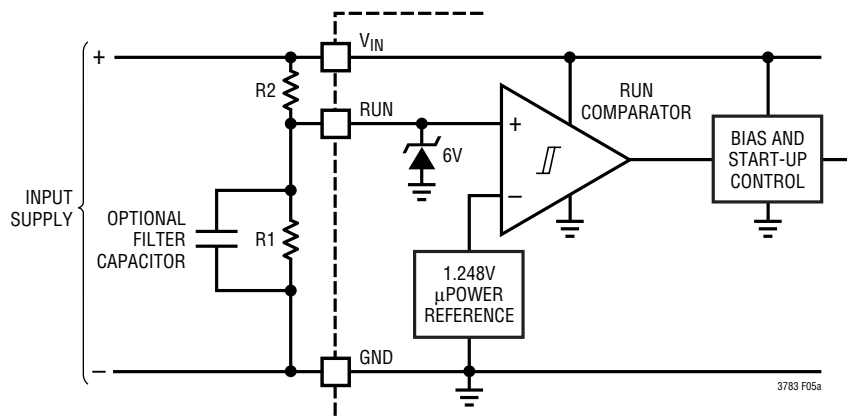 VIN
+
R2
RUN
RUN
COMPARATOR
+
6V
BIAS AND
START-UP
CONTROL
INPUT
SUPPLY
OPTIONAL
FILTER
CAPACITOR
R1
–
1.248V
µPOWER
REFERENCE
–
GND
3783 F05a